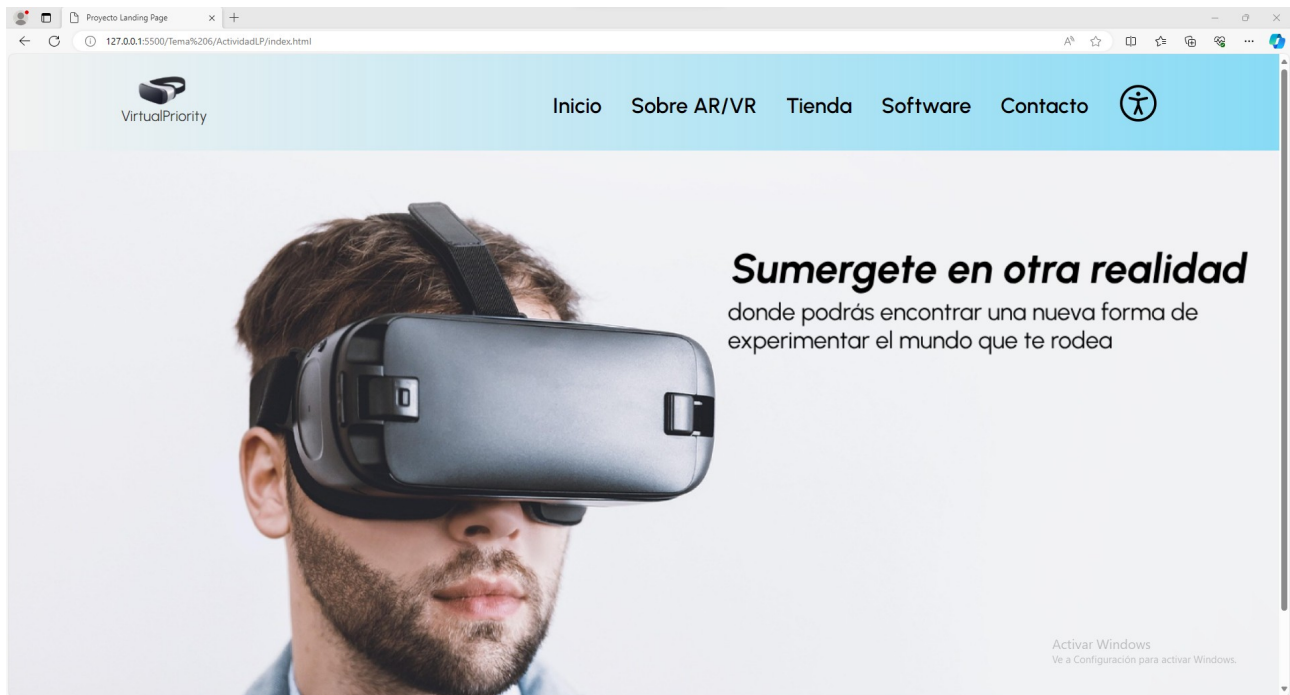 Proyecto Landing Page
127.0.0.1:5500/Tema%206/ActividadLP/index.html
VirtualPriority
Inicio Sobre AR/VR Tienda Software Contacto
Sumergete en otra realidad
donde podrás encontrar una nueva forma de
experimentar el mundo que te rodea
Activar Windows
Ve a Configuración para activar Windows.